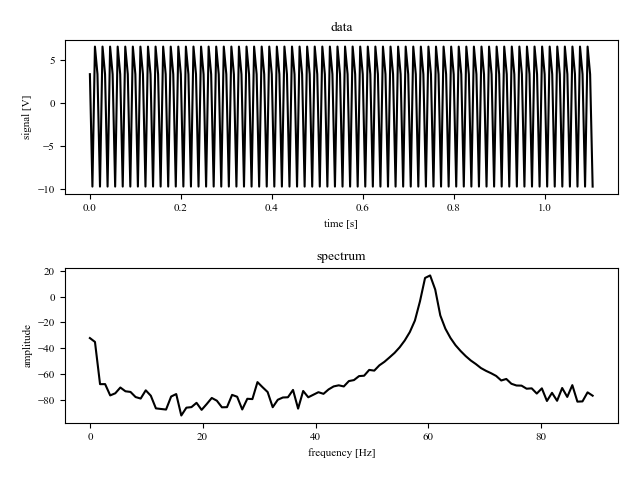 data
5
0
−5
−10
signal [V]
0.0 0.2 0.4 0.6 0.8 1.0
time [s]
spectrum
20
0
−20
−40
−60
−80
amplitude
0 20 40 60 80
frequency [Hz]